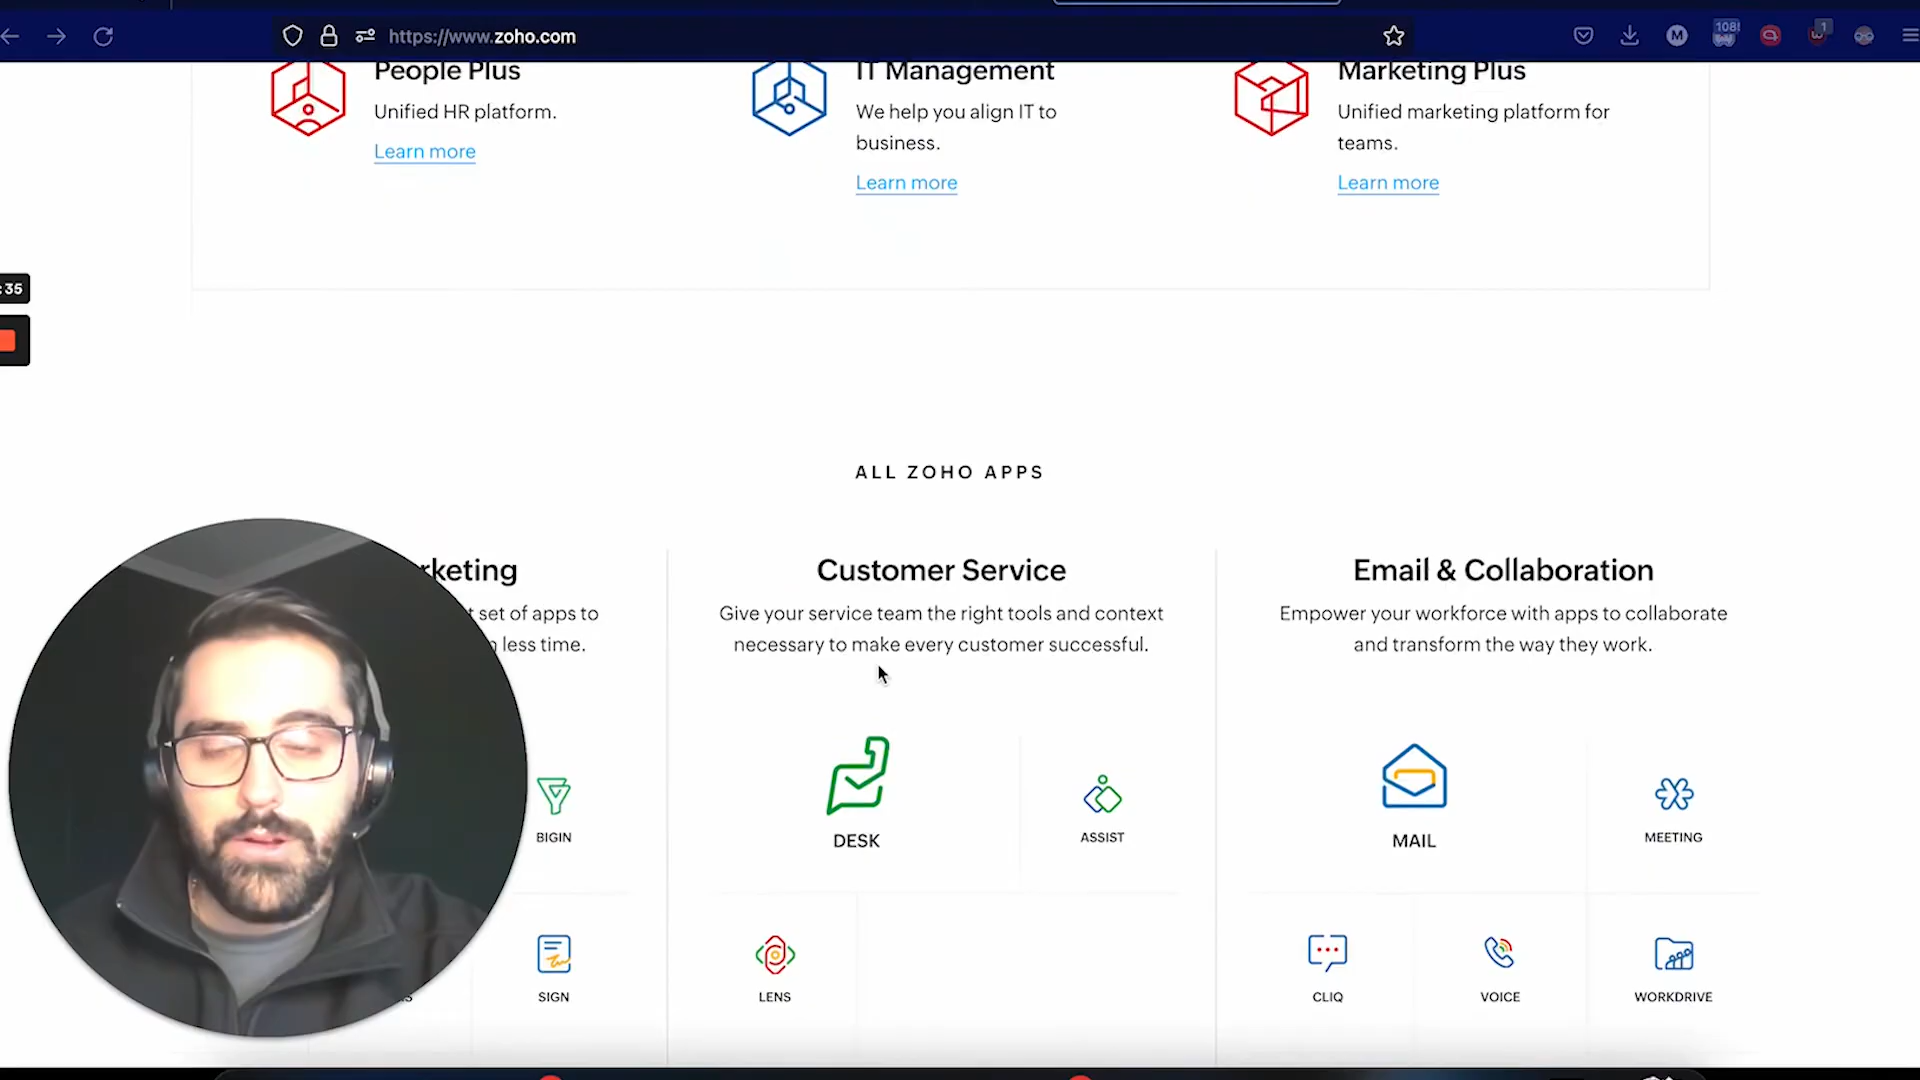 https://www.zoho.com
108
1
M
People Plus
Unified HR platform.
Learn more
IT Management
We help you align IT to
business.
Learn more
Marketing Plus
Unified marketing platform for
teams.
Learn more
:35
ALL ZOHO APPS
rketing
set of apps to
less time.
BIGIN
SIGN
Customer Service
Give your service team the right tools and context
necessary to make every customer successful.
DESK
ASSIST
LENS
Email & Collaboration
Empower your workforce with apps to collaborate
and transform the way they work.
MAIL
MEETING
CLIQ
VOICE
WORKDRIVE